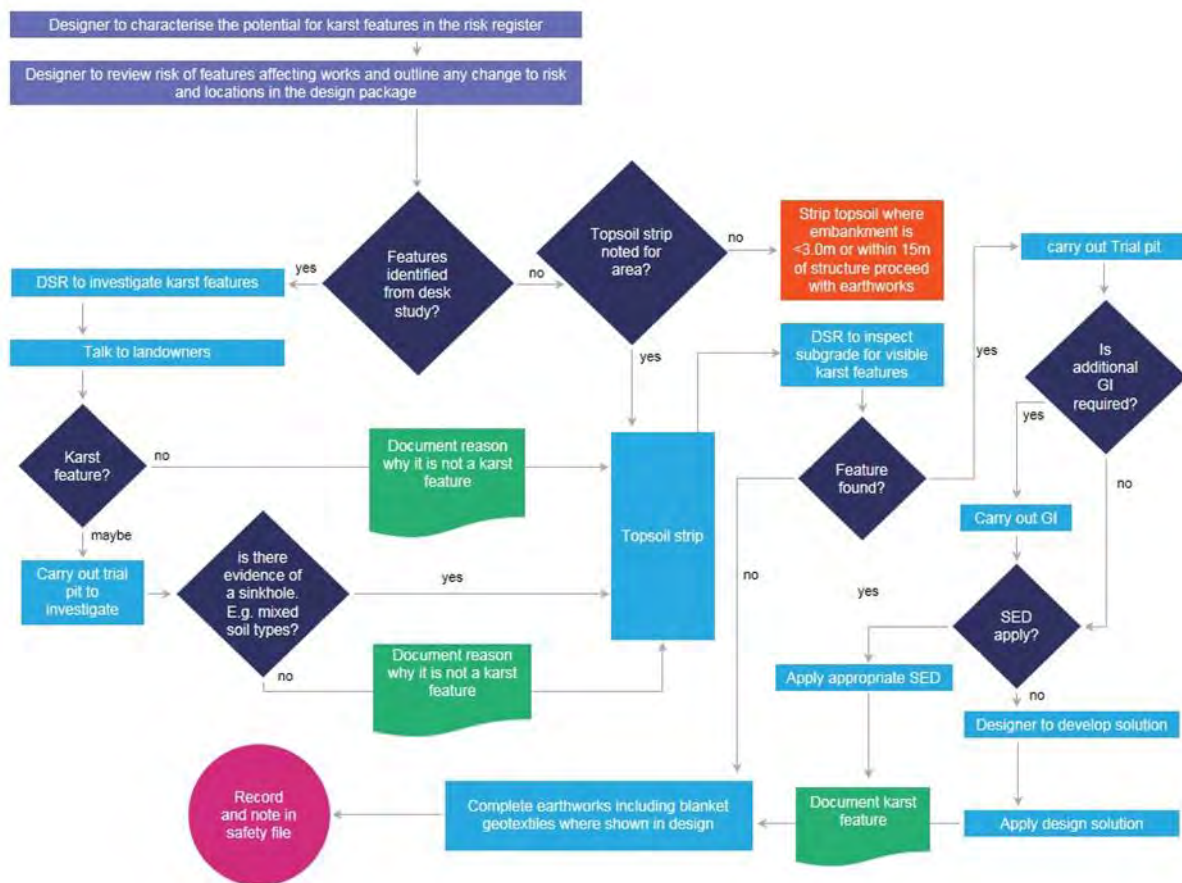 Designer to characterise the potential for karst features in the risk register
Designer to review risk of features affecting works and outline any change to risk
and locations in the design package
Features
identified
from desk
study?
yes
no
Topsoil strip
noted for
area?
no
yes
Strip topsoil where
embankment is
<3.0m or within 15m
of structure proceed
with earthworks
DSR to investigate karst features
Talk to landowners
Karst
feature?
no
maybe
Document reason
why it is not a karst
feature
Carry out trial
pit to
investigate
is there
evidence of
a sinkhole.
E.g. mixed
soil types?
yes
no
Document reason
why it is not a karst
feature
Topsoil strip
DSR to inspect
subgrade for visible
karst features
Feature
found?
yes
no
carry out Trial pit
Is
additional
GI
required?
yes
no
Carry out GI
SED
apply?
yes
no
Apply appropriate SED
Designer to develop solution
Apply design solution
Document karst
feature
Complete earthworks including blanket
geotextiles where shown in design
Record
and note in
safety file